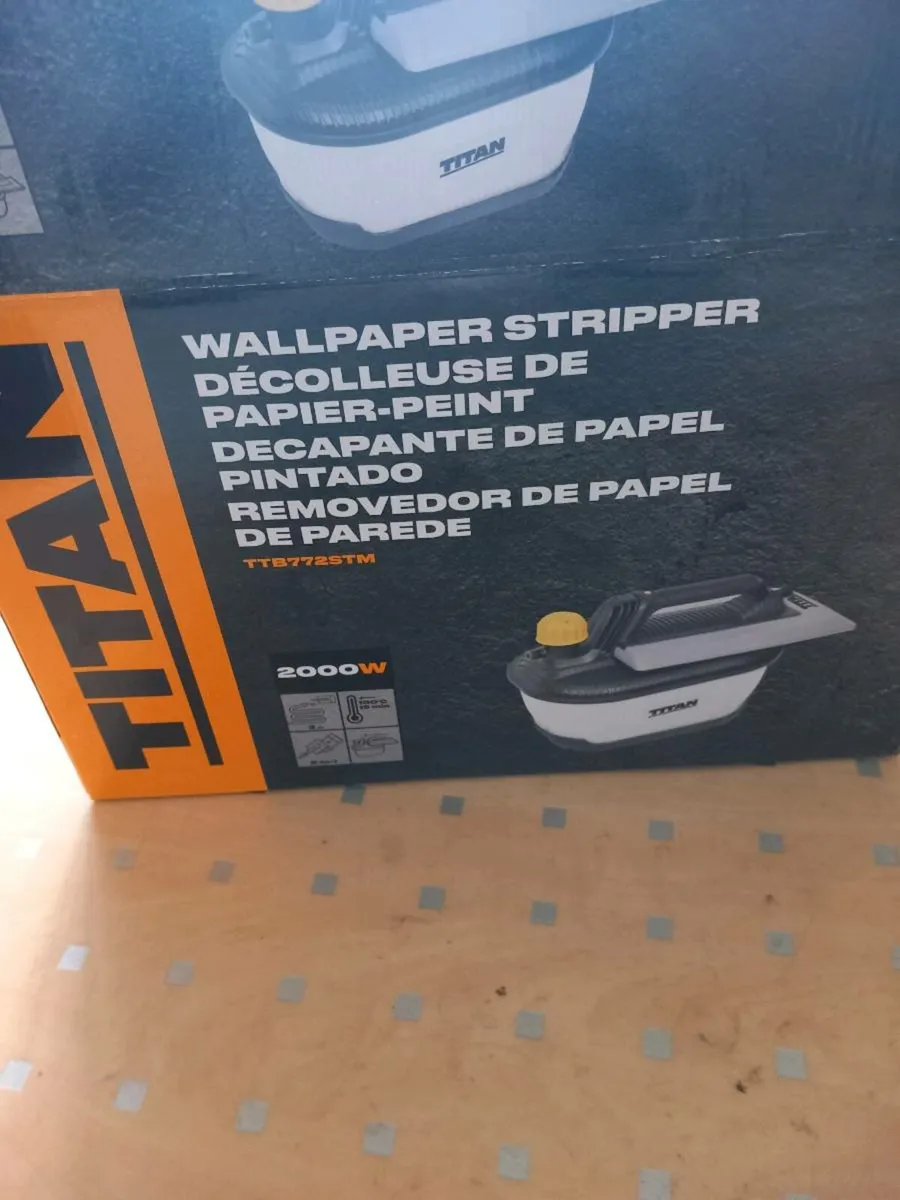 TITAN
WALLPAPER STRIPPER
DÉCOLLEUSE DE
PAPIER-PEINT
DECAPANTE DE PAPEL
PINTADO
REMOVEDOR DE PAPEL
DE PAREDE
TTB772STM
TITAN
2000W
TITAN
TITAN